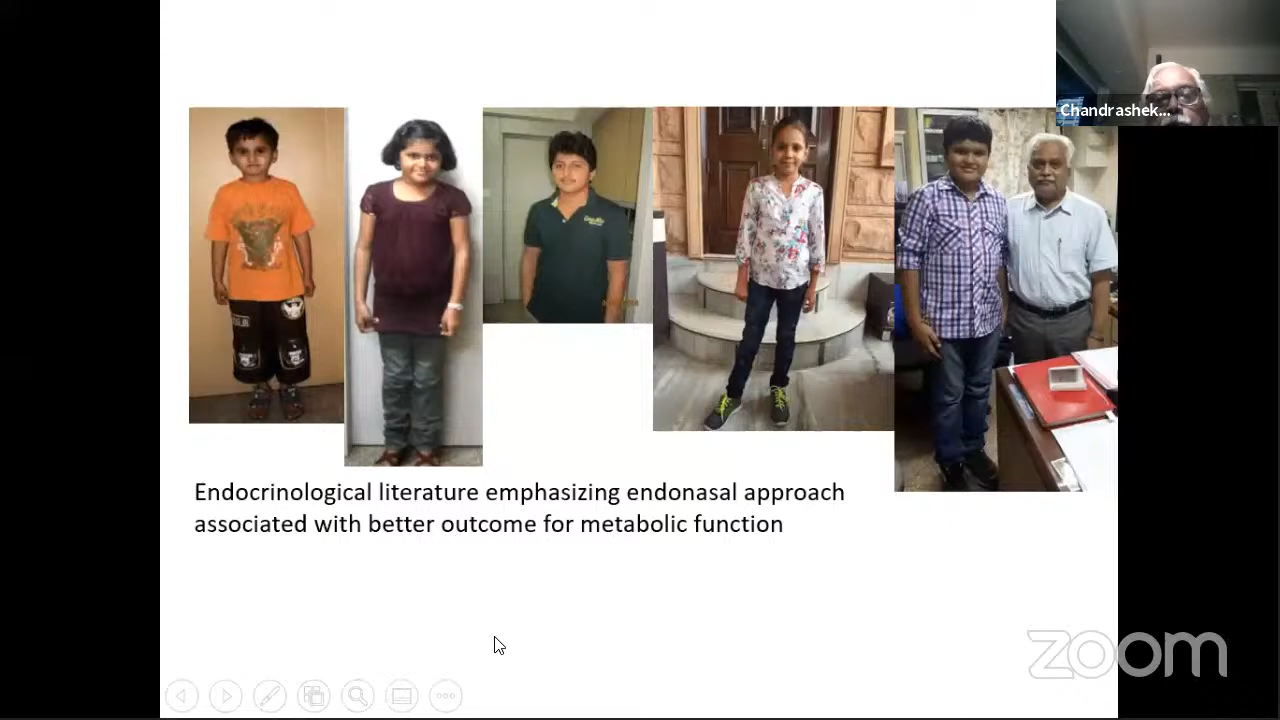 Chandrashek...
Endocrinological literature emphasizing endonasal approach
associated with better outcome for metabolic function
zoom